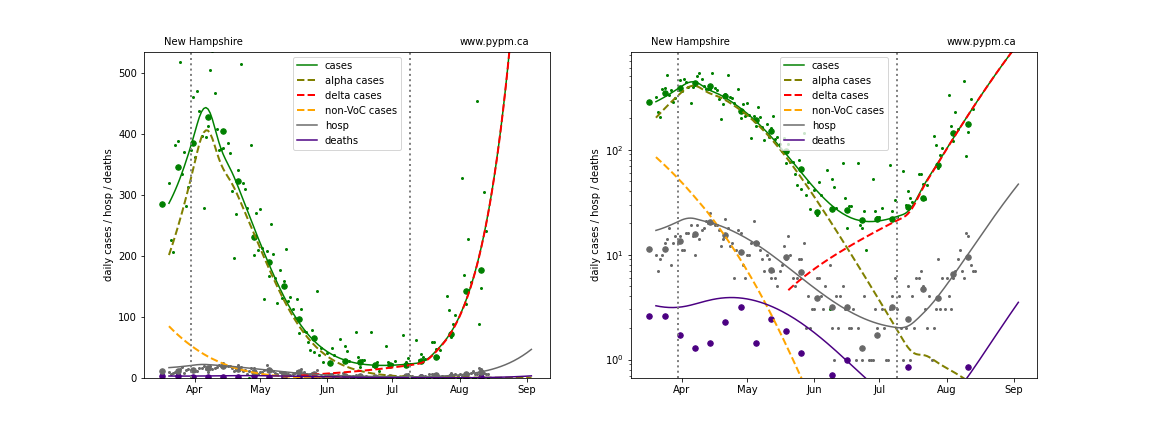 New Hampshire
www.pypm.ca
daily cases / hosp / deaths
500
400
300
200
100
0
cases
alpha cases
delta cases
non-VoC cases
hosp
deaths
Apr
May
Jun
Jul
Aug
Sep
New Hampshire
www.pypm.ca
daily cases / hosp / deaths
10²
10¹
10⁰
cases
alpha cases
delta cases
non-VoC cases
hosp
deaths
Apr
May
Jun
Jul
Aug
Sep